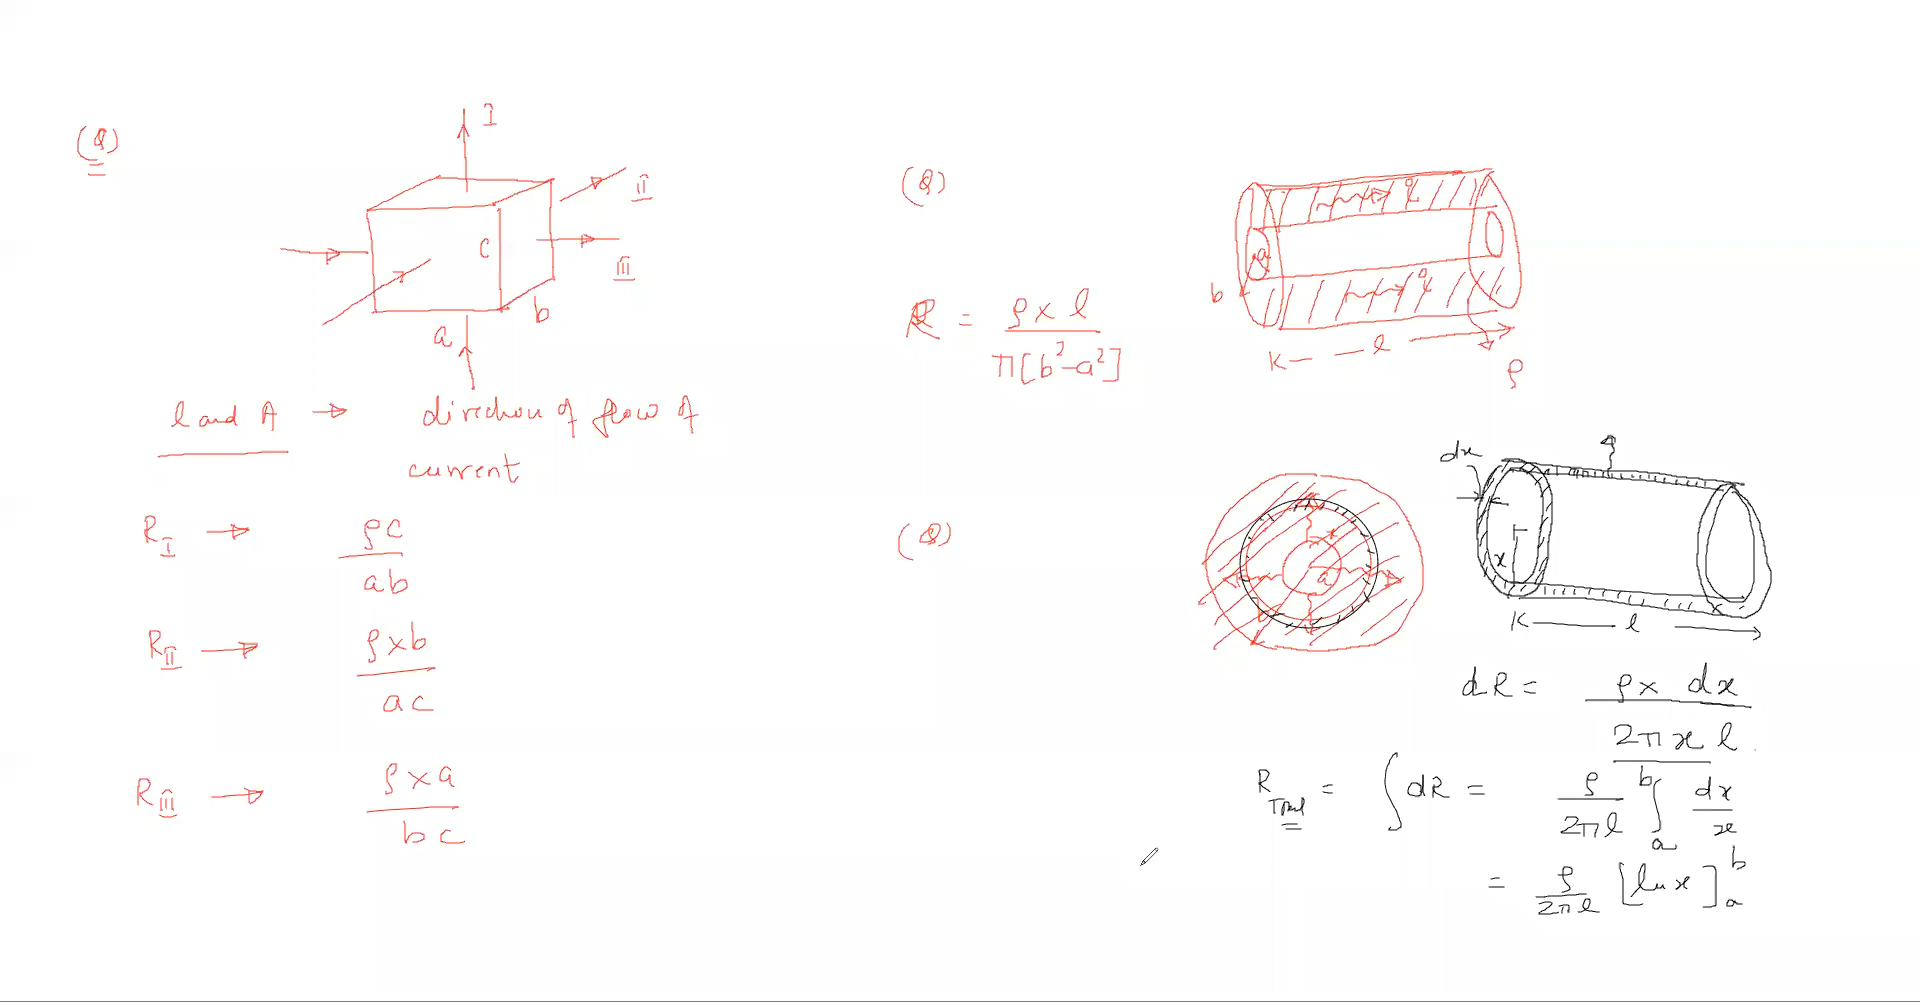 (Q)
I
II
III
c
b
a
l and A → direction of flow of
current
R_I → ρc
ab
R_II → ρ×b
ac
R_III → ρ×a
bc
(Q)
i
a
b
i
l
ρ
R = ρ× l
π[b²-a²]
(Q)
x
a
b
dx
x
l
dR = ρ× dx
2πx l
R_Total = ∫dR = ρ/2πl ∫_a^b dx/x
= ρ/2πl [ln x]_a^b